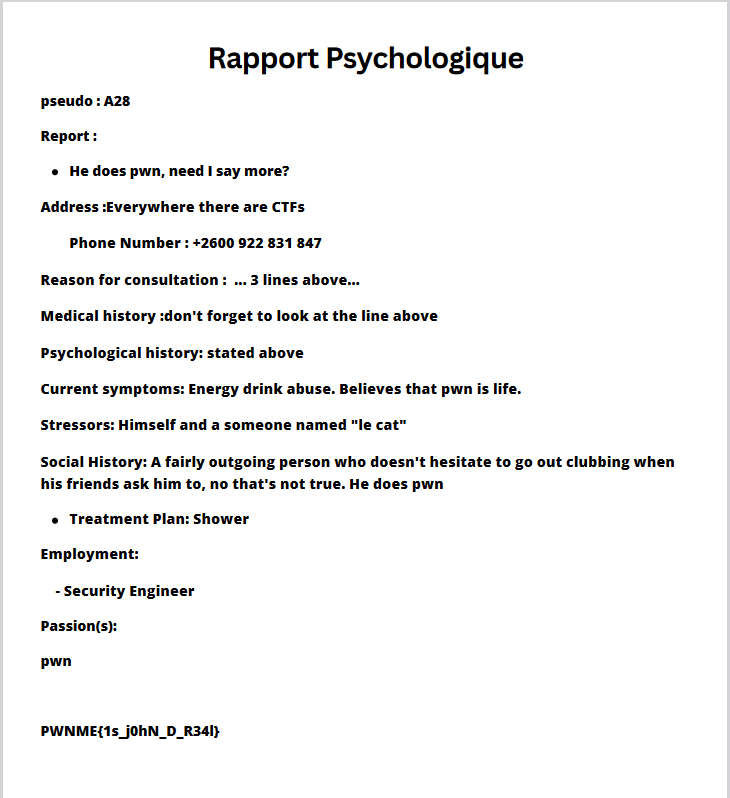 Rapport Psychologique
pseudo : A28
Report :
• He does pwn, need I say more?
Address :Everywhere there are CTFs
Phone Number : +2600 922 831 847
Reason for consultation :  ... 3 lines above...
Medical history :don't forget to look at the line above
Psychological history: stated above
Current symptoms: Energy drink abuse. Believes that pwn is life.
Stressors: Himself and a someone named "le cat"
Social History: A fairly outgoing person who doesn't hesitate to go out clubbing when
his friends ask him to, no that's not true. He does pwn
• Treatment Plan: Shower
Employment:
- Security Engineer
Passion(s):
pwn
PWNME{1s_j0hN_D_R34l}